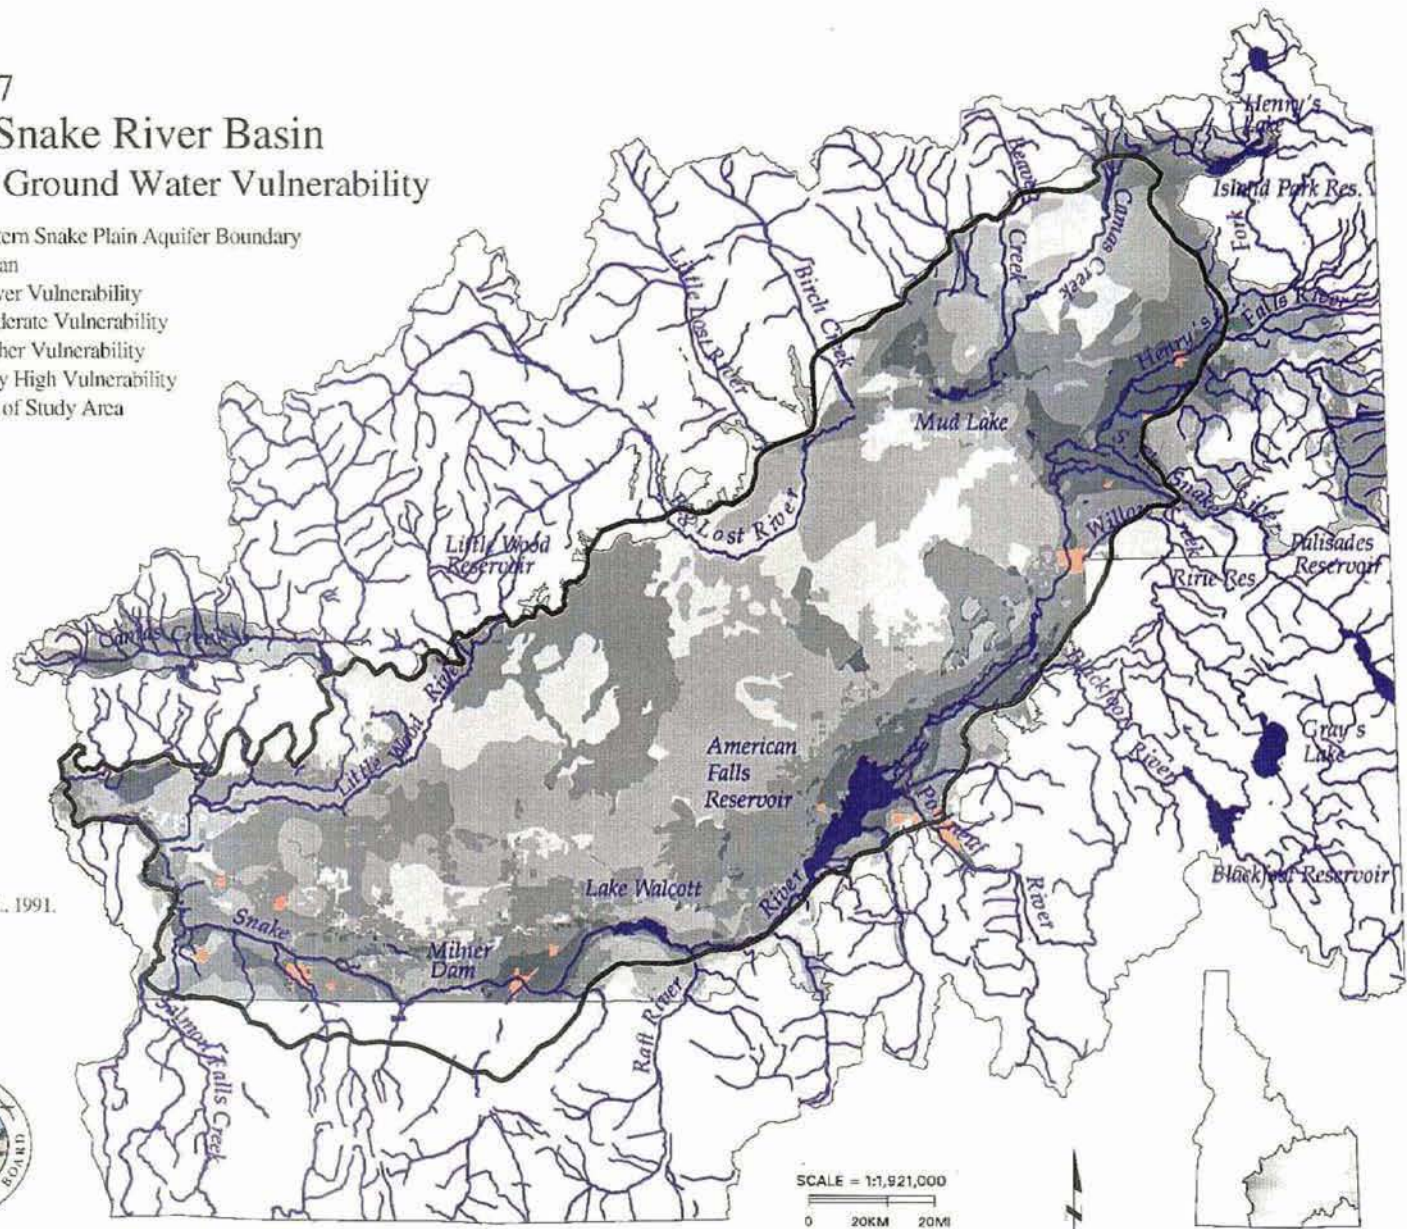 7
Snake River Basin
Ground Water Vulnerability
tern Snake Plain Aquifer Boundary
an
ver Vulnerability
derate Vulnerability
her Vulnerability
y High Vulnerability
of Study Area
Henry's
Lake
Island Park Res.
Fork
Beaver
Creek
Camas Creek
Falls River
Henry's
Little Lost River
Birch Creek
Mud Lake
Lost River
Snake River
Willow
Creek
Ririe Res.
Palisades
Reservoir
Little Wood
Reservoir
Camas Creek
Little Wood River
Blackfoot
River
Gray's
Lake
American
Falls
Reservoir
Portneuf
River
Blackfoot Reservoir
Lake Walcott
River
Snake
Milner
Dam
Raft River
Salmon Falls Creek
., 1991.
BOARD
SCALE = 1:1,921,000
0 20KM 20MI